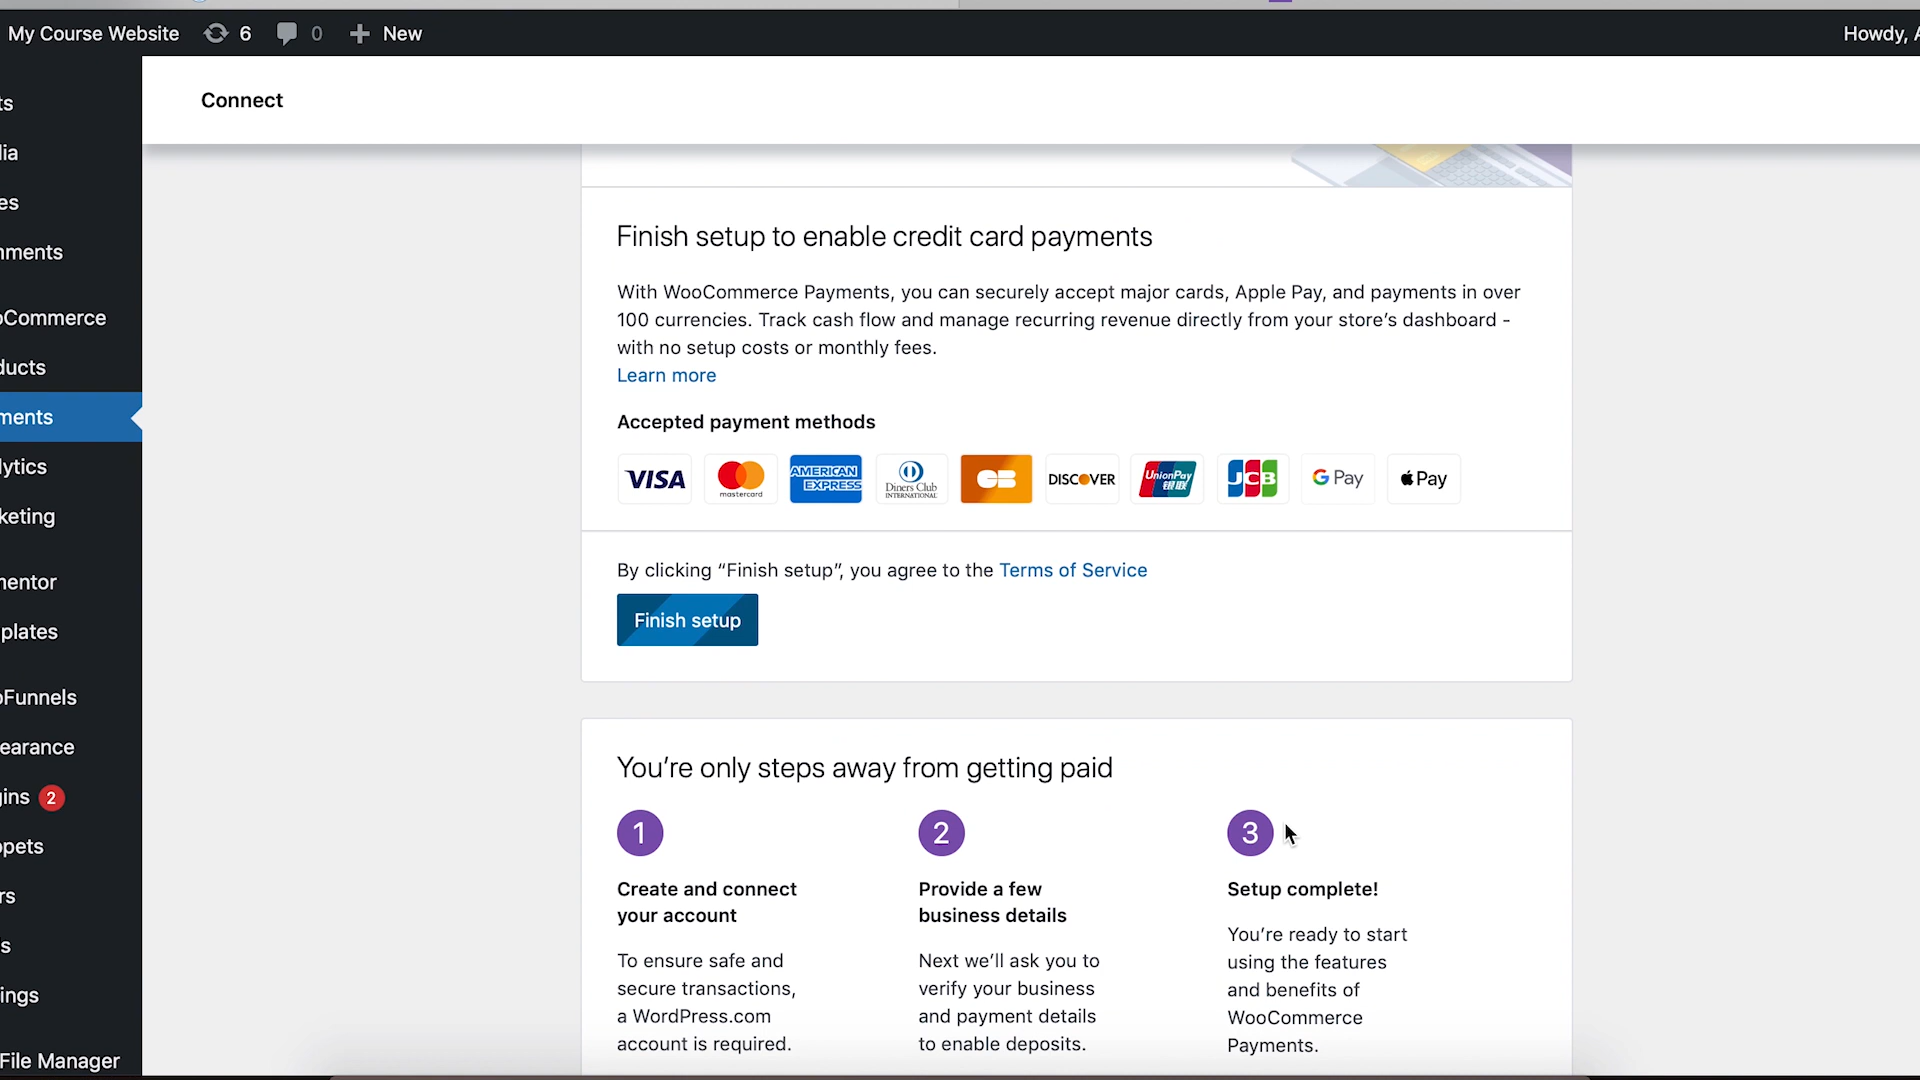 My Course Website 6 0 New Howdy, A
Connect
ts
lia
es
nments
oCommerce
ducts
ments
lytics
keting
nentor
plates
oFunnels
earance
gins 2
opets
rs
s
ings
File Manager
Finish setup to enable credit card payments
With WooCommerce Payments, you can securely accept major cards, Apple Pay, and payments in over
100 currencies. Track cash flow and manage recurring revenue directly from your store’s dashboard -
with no setup costs or monthly fees.
Learn more
Accepted payment methods
VISA mastercard AMERICAN EXPRESS Diners Club INTERNATIONAL CB DISCOVER UnionPay 银联 JCB G Pay Pay
By clicking “Finish setup”, you agree to the Terms of Service
Finish setup
You’re only steps away from getting paid
1
Create and connect
your account
To ensure safe and
secure transactions,
a WordPress.com
account is required.
2
Provide a few
business details
Next we’ll ask you to
verify your business
and payment details
to enable deposits.
3
Setup complete!
You’re ready to start
using the features
and benefits of
WooCommerce
Payments.